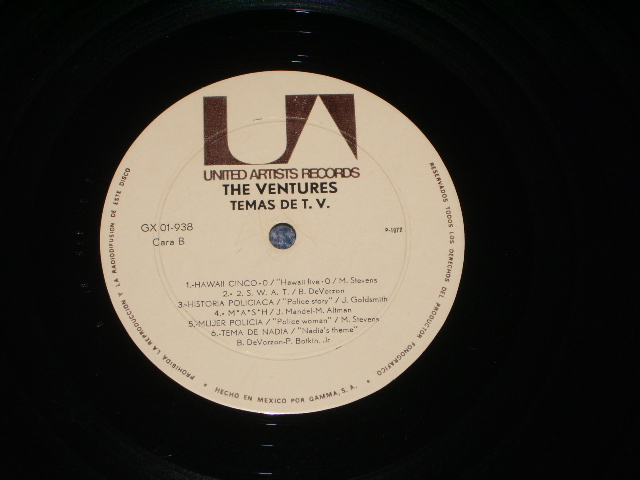 UA
UNITED ARTISTS RECORDS
THE VENTURES
TEMAS DE T. V.
GX 01-938
Cara B
P-1977
1.-HAWAII CINCO-0/"Hawaii five-0/M. Stevens
2.- 2. S. W. A. T./B. DeVorzon
3.-HISTORIA POLICIACA/"Police story"/J. Goldsmith
4.- M*A*S*H/J. Mandel-M. Altman
5.-MUJER POLICIA/"Police woman"/M. Stevens
6.-TEMA DE NADIA/"Nadia's theme"
B. DeVorzon-P. Botkin, Jr.
PROHIBIDA LA REPRODUCCION Y LA RADIODIFUSION DE ESTE DISCO
RESERVADOS TODOS LOS DERECHOS DEL PRODUCTOR FONOGRAFICO
HECHO EN MEXICO POR GAMMA, S. A.